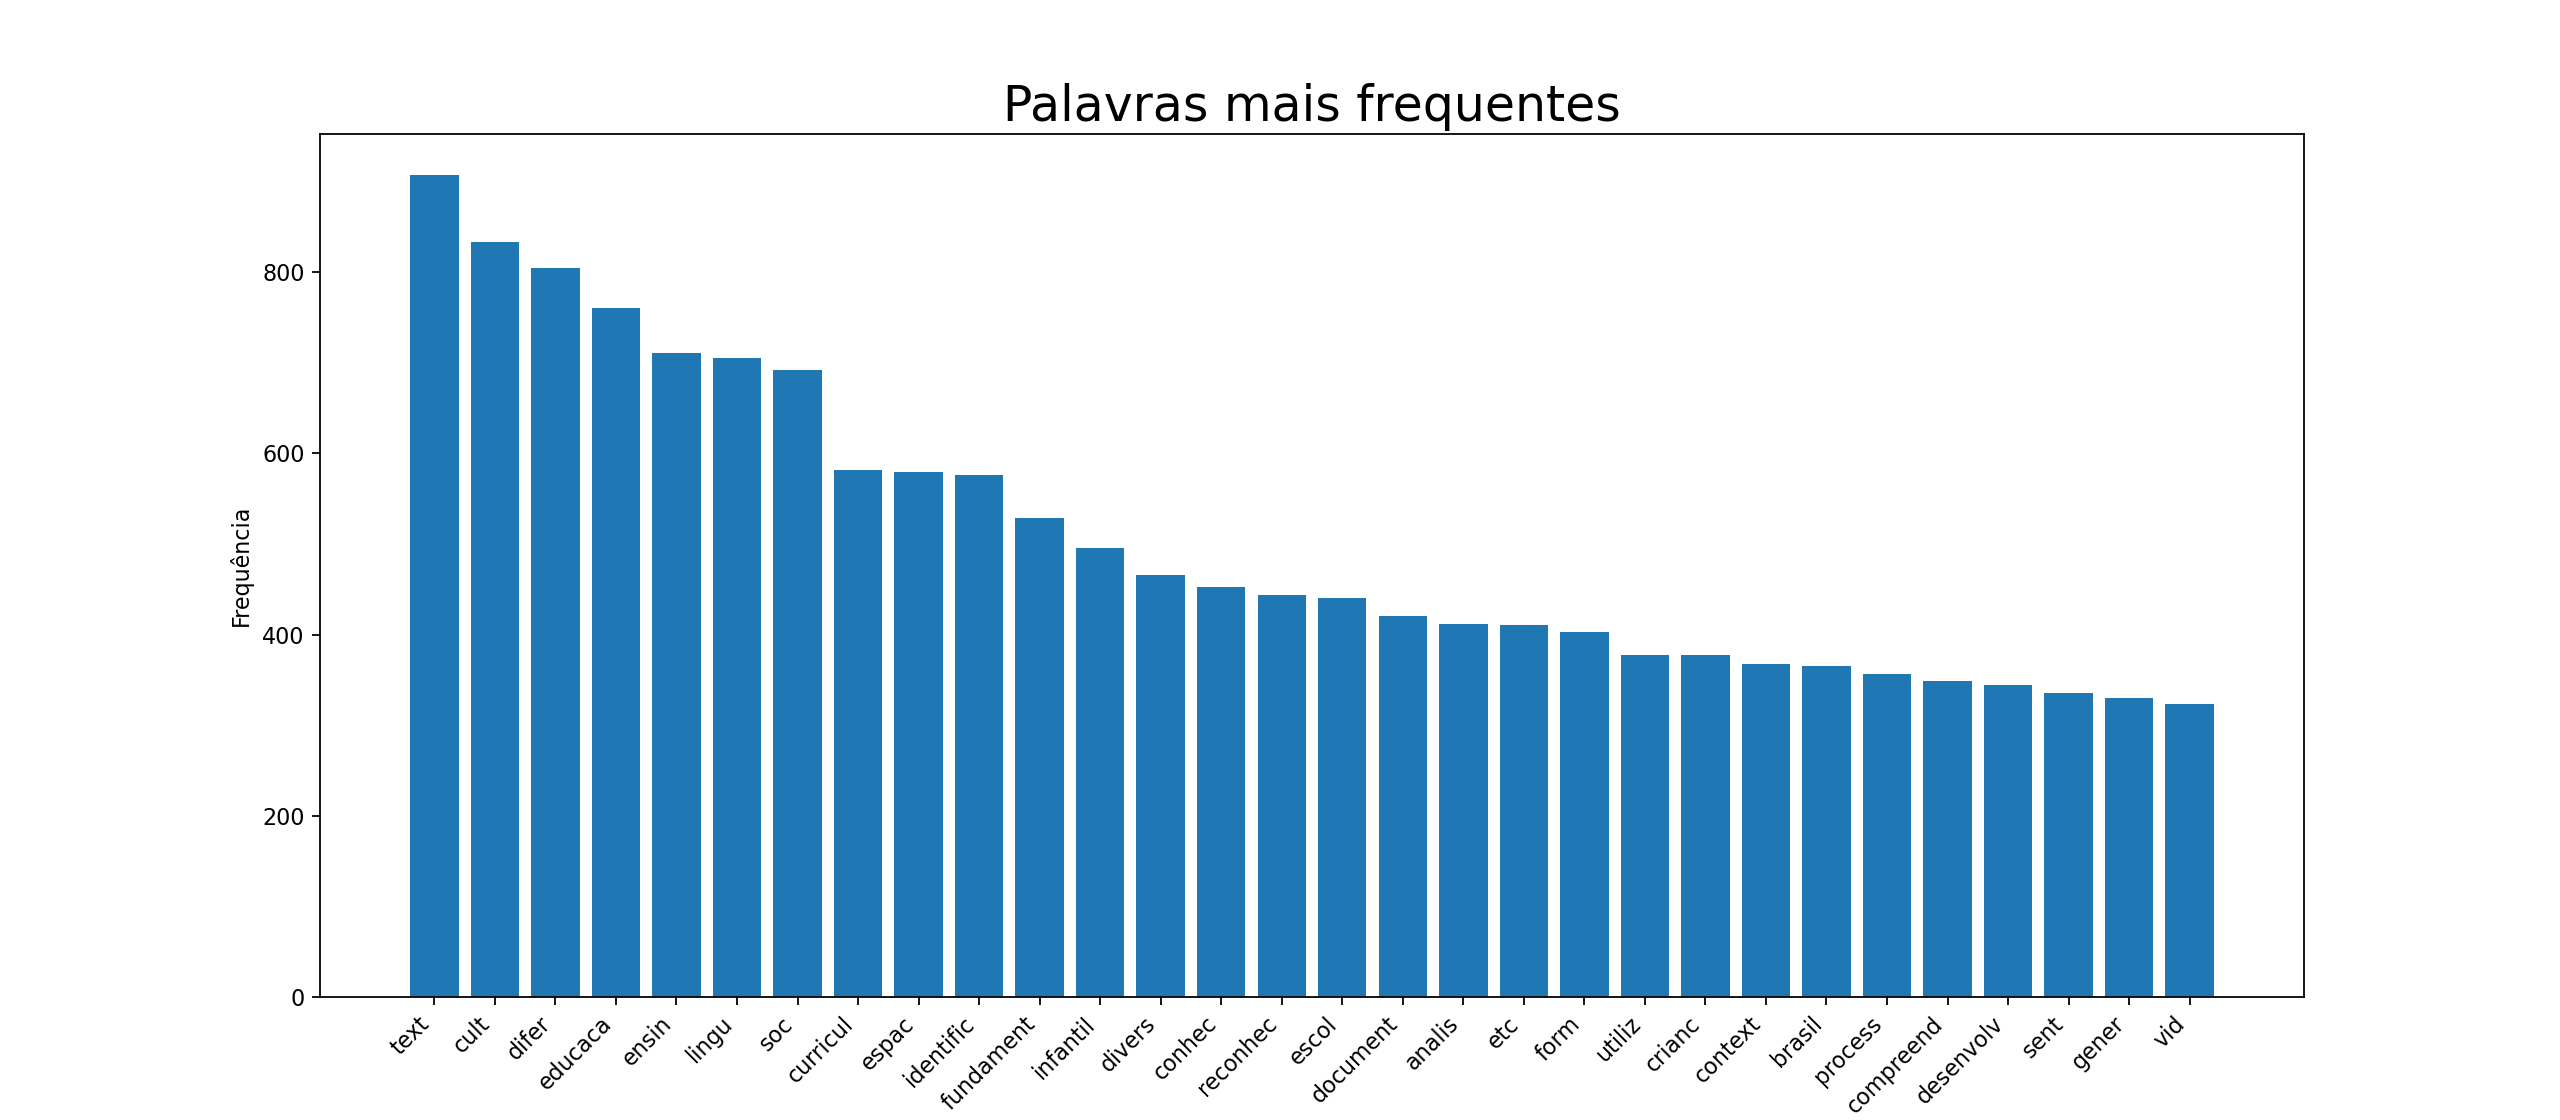 Palavras mais frequentes
Frequência
800
600
400
200
0
text
cult
difer
educaca
ensin
lingu
soc
curricul
espac
identific
fundament
infantil
divers
conhec
reconhec
escol
document
analis
etc
form
utiliz
crianc
context
brasil
process
compreend
desenvolv
sent
gener
vid